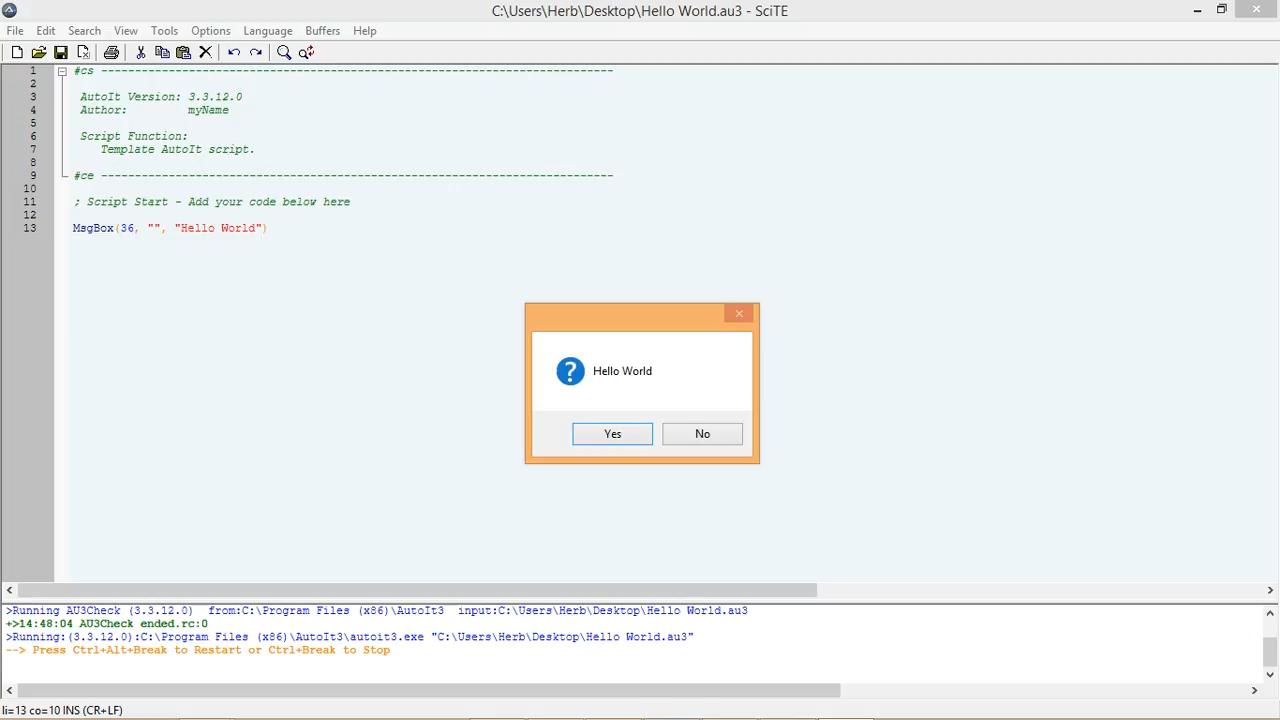 C:\Users\Herb\Desktop\Hello World.au3 - SciTE
File Edit Search View Tools Options Language Buffers Help
1 #cs ----------------------------------------------------------------------------
2
3 AutoIt Version: 3.3.12.0
4 Author: myName
5
6 Script Function:
7 Template AutoIt script.
8
9 #ce ----------------------------------------------------------------------------
10
11 ; Script Start - Add your code below here
12
13 MsgBox(36, "", "Hello World")
? Hello World
Yes No
>Running AU3Check (3.3.12.0) from:C:\Program Files (x86)\AutoIt3 input:C:\Users\Herb\Desktop\Hello World.au3
+>14:48:04 AU3Check ended.rc:0
>Running:(3.3.12.0):C:\Program Files (x86)\AutoIt3\autoit3.exe "C:\Users\Herb\Desktop\Hello World.au3"
--> Press Ctrl+Alt+Break to Restart or Ctrl+Break to Stop
li=13 co=10 INS (CR+LF)